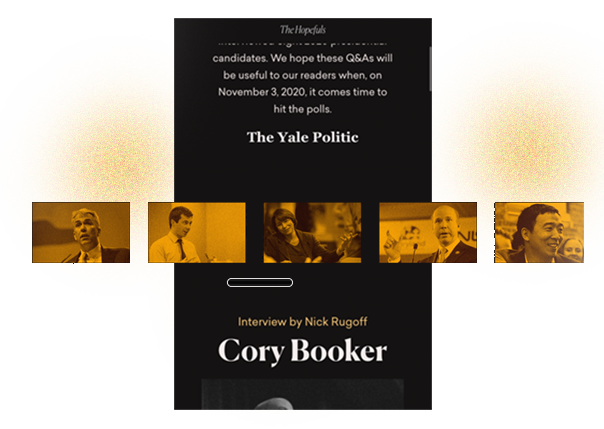 The Hopefuls
interviewed eight 2020 presidential
candidates. We hope these Q&As will
be useful to our readers when, on
November 3, 2020, it comes time to
hit the polls.
The Yale Politic
Interview by Nick Rugoff
Cory Booker